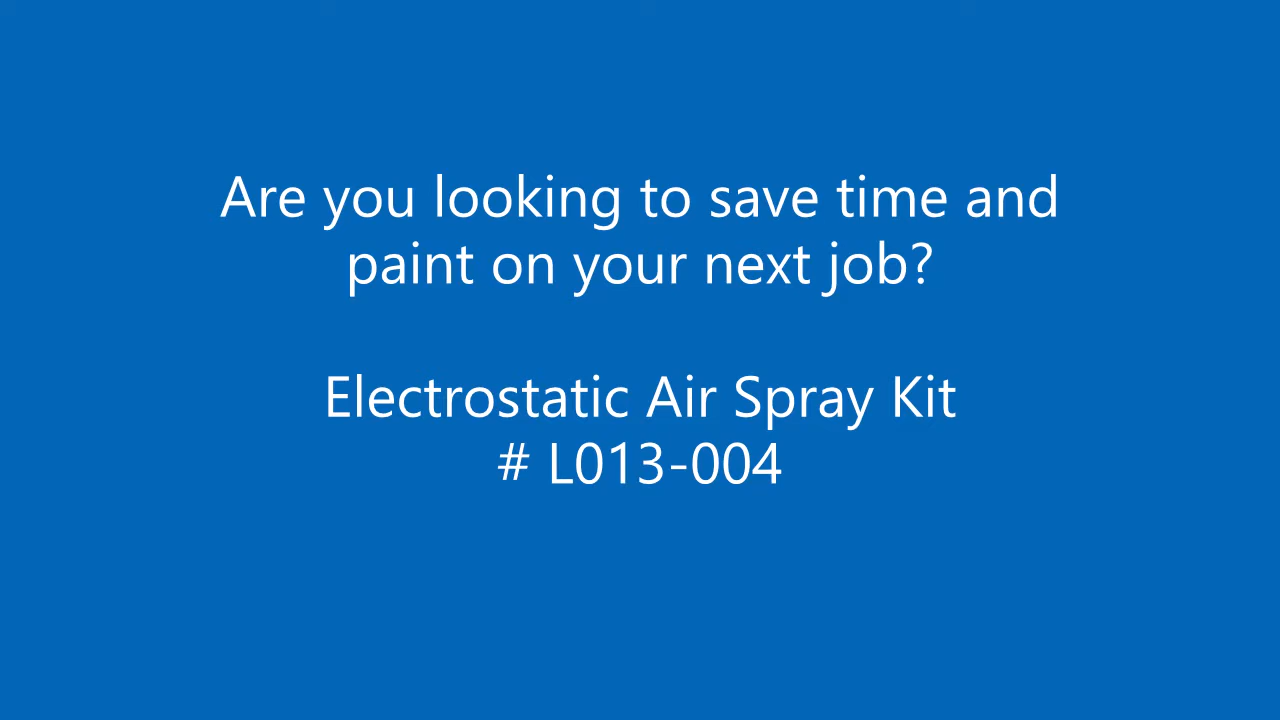 Are you looking to save time and
paint on your next job?
Electrostatic Air Spray Kit
# L013-004